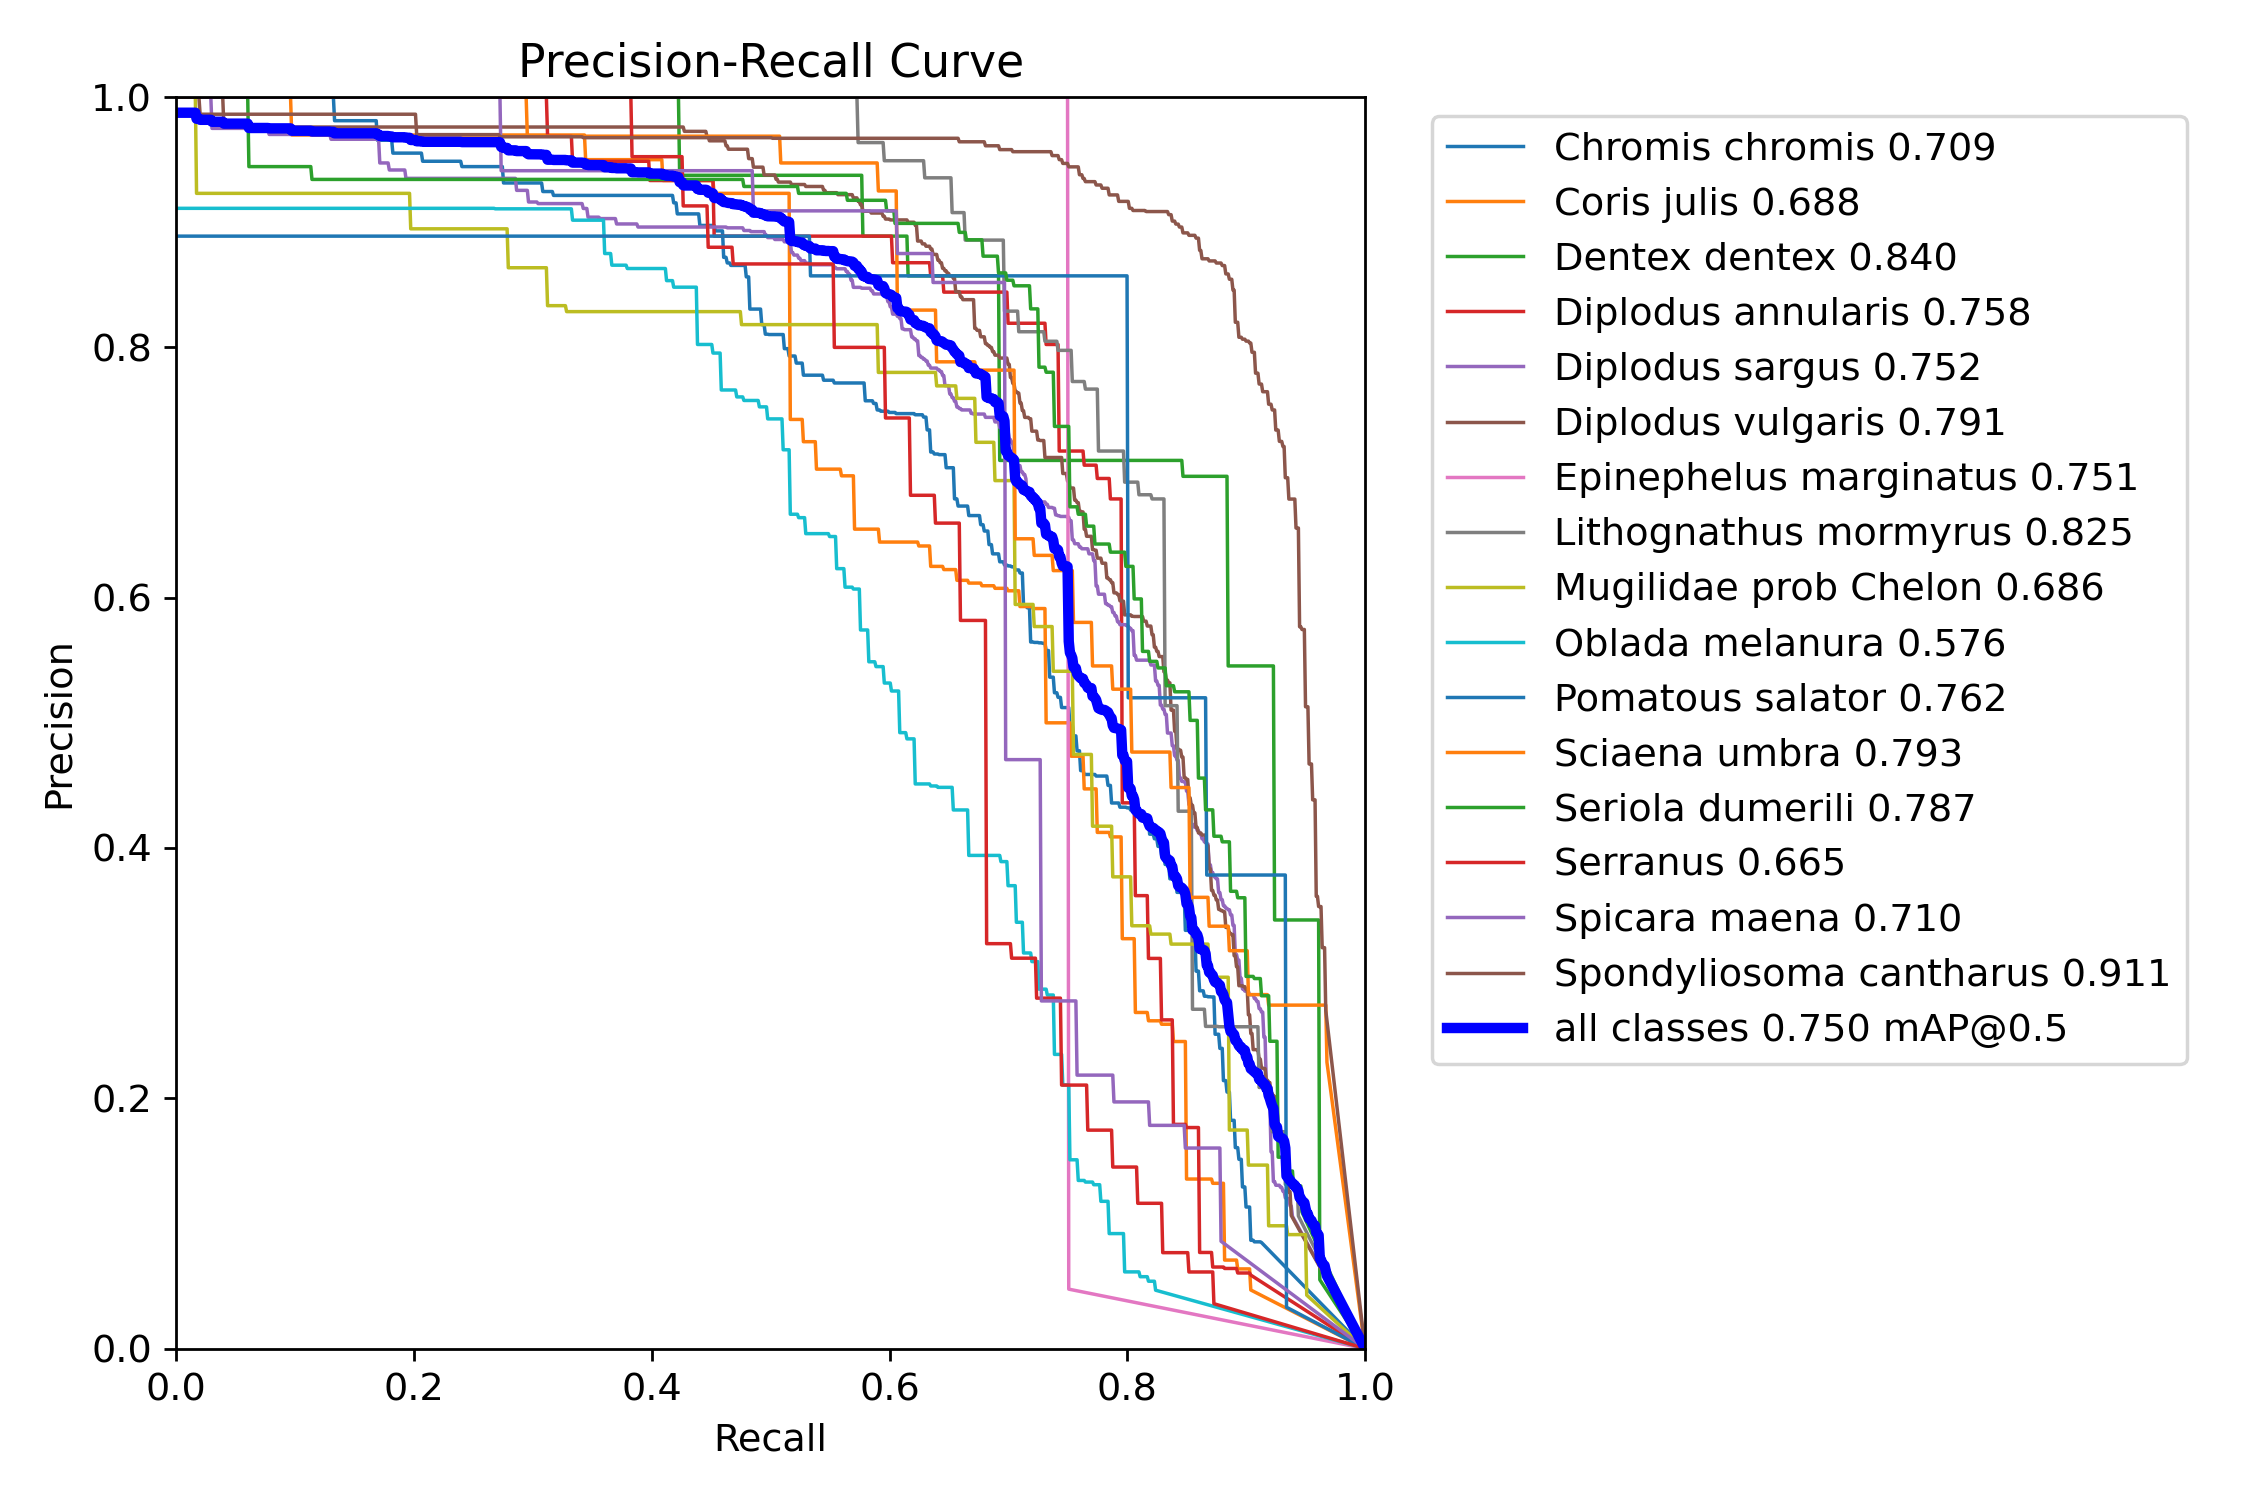 Precision-Recall Curve
1.0
0.8
0.6
0.4
0.2
0.0
Precision
0.0 0.2 0.4 0.6 0.8 1.0
Recall
Chromis chromis 0.709
Coris julis 0.688
Dentex dentex 0.840
Diplodus annularis 0.758
Diplodus sargus 0.752
Diplodus vulgaris 0.791
Epinephelus marginatus 0.751
Lithognathus mormyrus 0.825
Mugilidae prob Chelon 0.686
Oblada melanura 0.576
Pomatous salator 0.762
Sciaena umbra 0.793
Seriola dumerili 0.787
Serranus 0.665
Spicara maena 0.710
Spondyliosoma cantharus 0.911
all classes 0.750 mAP@0.5